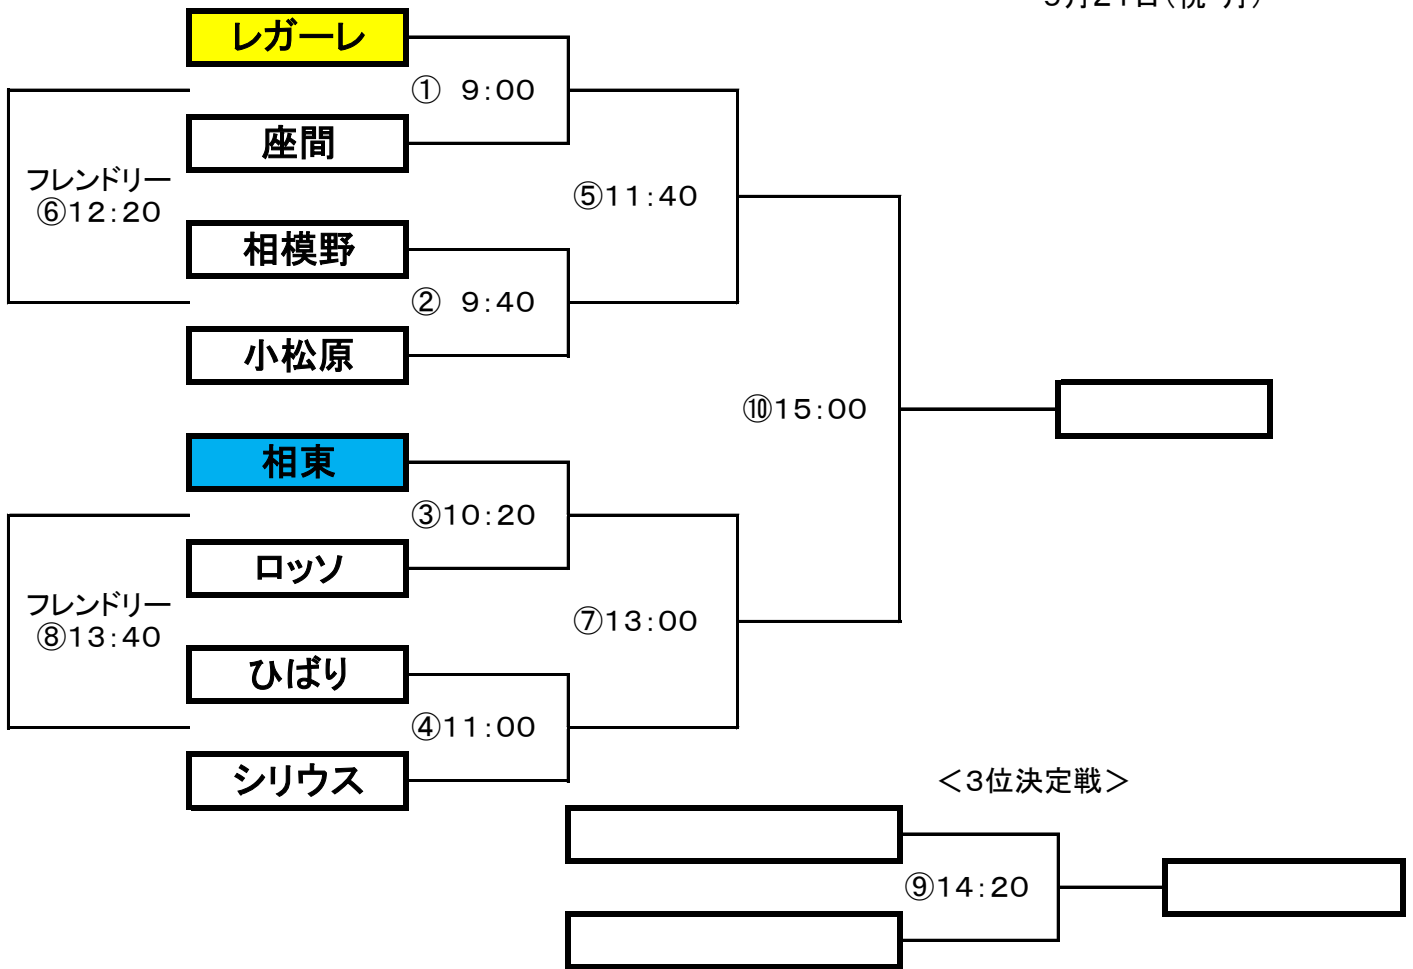 レガーレ
① 9:00
座間
フレンドリー
⑥12:20
⑤11:40
相模野
② 9:40
小松原
⑩15:00
相東
③10:20
ロッソ
フレンドリー
⑧13:40
⑦13:00
ひばり
④11:00
シリウス
＜3位決定戦＞
⑨14:20